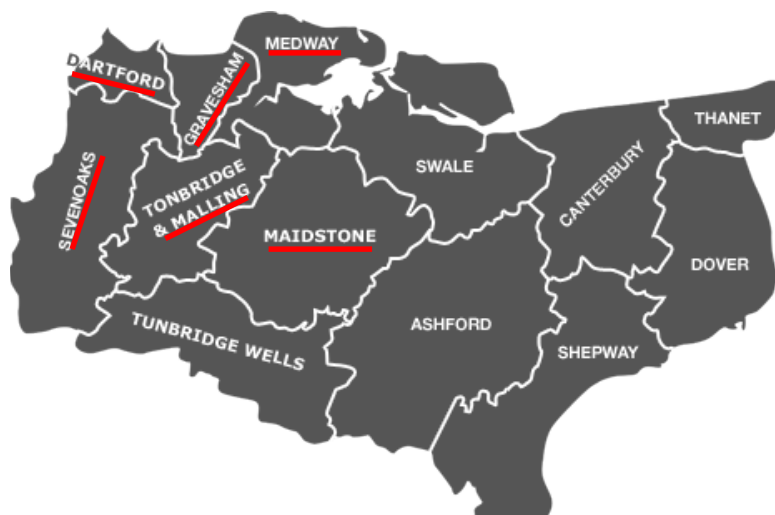 MEDWAY
DARTFORD
GRAVESHAM
THANET
SWALE
CANTERBURY
SEVENOAKS
TONBRIDGE
& MALLING
MAIDSTONE
DOVER
ASHFORD
TUNBRIDGE WELLS
SHEPWAY